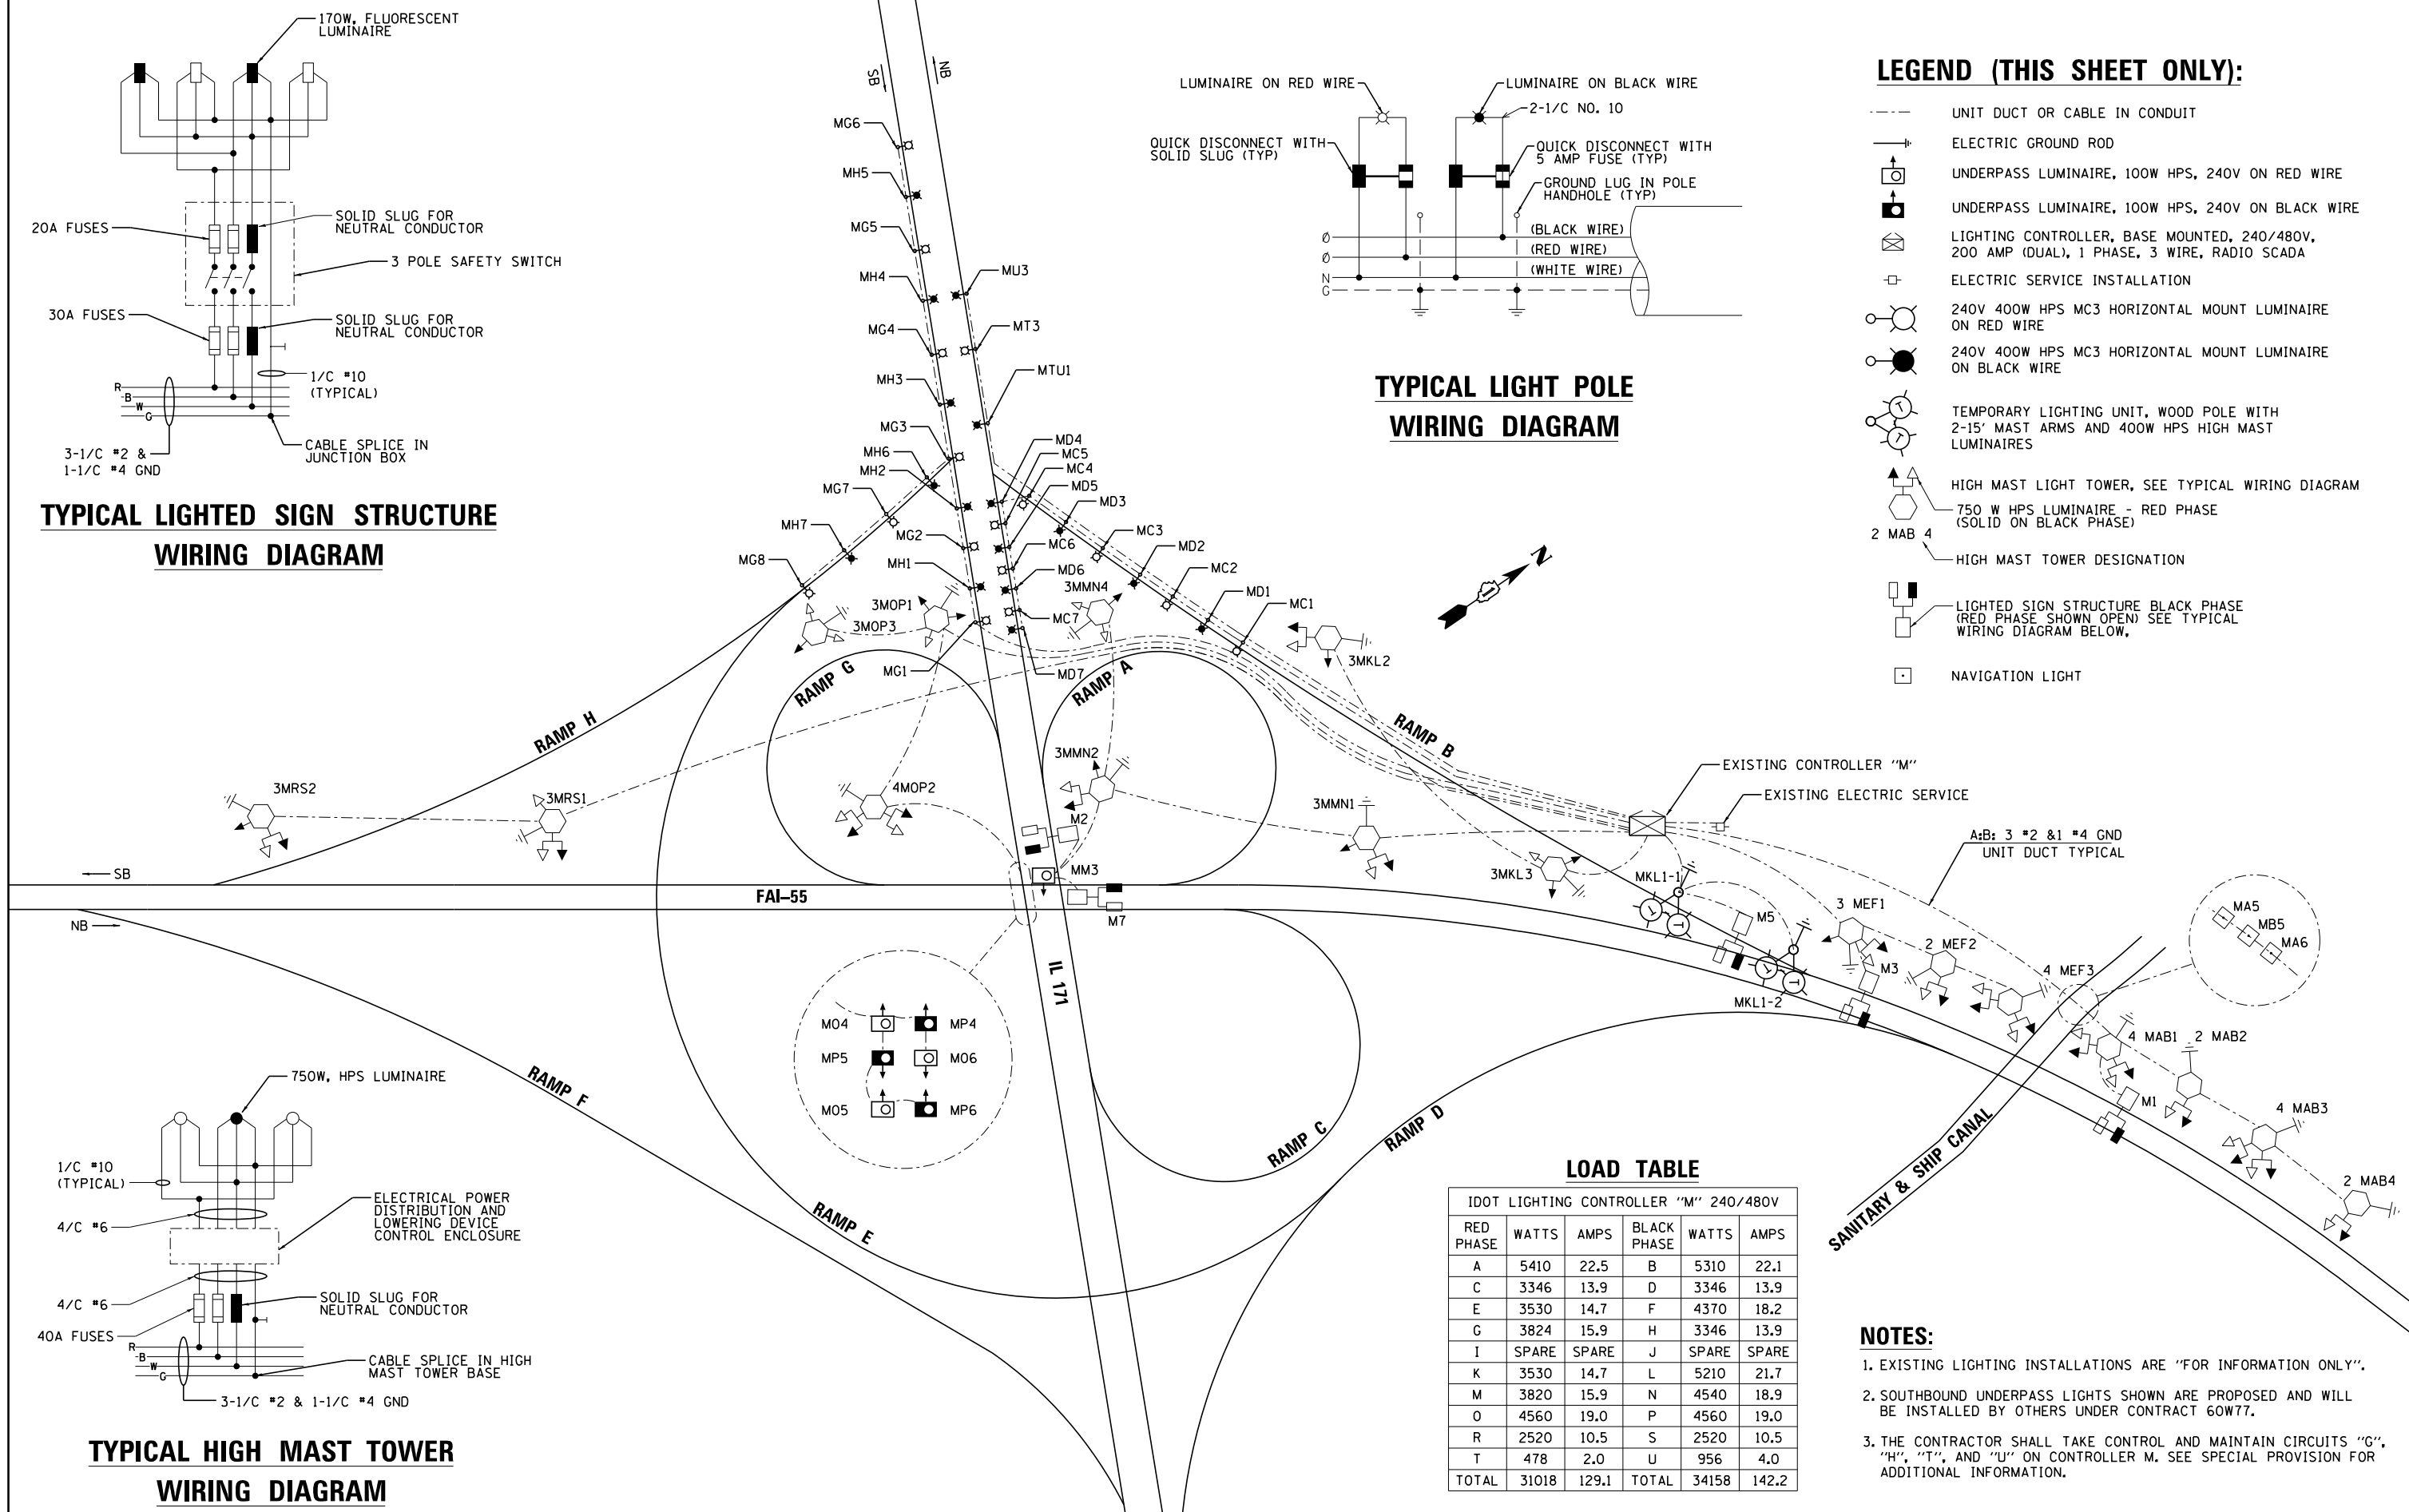 170W, FLUORESCENT
LUMINAIRE
20A FUSES
SOLID SLUG FOR
NEUTRAL CONDUCTOR
3 POLE SAFETY SWITCH
30A FUSES
SOLID SLUG FOR
NEUTRAL CONDUCTOR
1/C #10
(TYPICAL)
R
B
W
G
3-1/C #2 &
1-1/C #4 GND
CABLE SPLICE IN
JUNCTION BOX
TYPICAL LIGHTED SIGN STRUCTURE
WIRING DIAGRAM
SB
NB
MG6
MH5
MG5
MH4
MU3
MG4
MT3
MH3
MTU1
MG3
MD4
MC5
MH6
MC4
MH2
MD5
MG7
MD3
MH7
MC3
MG2
MC6
MD2
MG8
MH1
MD6
MC2
3MMN4
3MOP1
MD1
MC1
3MOP3
MC7
3MKL2
MG1
MD7
RAMP G
RAMP A
RAMP H
RAMP B
LUMINAIRE ON RED WIRE
LUMINAIRE ON BLACK WIRE
2-1/C NO. 10
QUICK DISCONNECT WITH
SOLID SLUG (TYP)
QUICK DISCONNECT WITH
5 AMP FUSE (TYP)
GROUND LUG IN POLE
HANDHOLE (TYP)
Ø
(BLACK WIRE)
Ø
(RED WIRE)
N
(WHITE WIRE)
G
TYPICAL LIGHT POLE
WIRING DIAGRAM
N
LEGEND (THIS SHEET ONLY):
UNIT DUCT OR CABLE IN CONDUIT
ELECTRIC GROUND ROD
UNDERPASS LUMINAIRE, 100W HPS, 240V ON RED WIRE
UNDERPASS LUMINAIRE, 100W HPS, 240V ON BLACK WIRE
LIGHTING CONTROLLER, BASE MOUNTED, 240/480V,
200 AMP (DUAL), 1 PHASE, 3 WIRE, RADIO SCADA
ELECTRIC SERVICE INSTALLATION
240V 400W HPS MC3 HORIZONTAL MOUNT LUMINAIRE
ON RED WIRE
240V 400W HPS MC3 HORIZONTAL MOUNT LUMINAIRE
ON BLACK WIRE
T
T
TEMPORARY LIGHTING UNIT, WOOD POLE WITH
2-15' MAST ARMS AND 400W HPS HIGH MAST
LUMINAIRES
HIGH MAST LIGHT TOWER, SEE TYPICAL WIRING DIAGRAM
750 W HPS LUMINAIRE - RED PHASE
(SOLID ON BLACK PHASE)
2 MAB 4
HIGH MAST TOWER DESIGNATION
LIGHTED SIGN STRUCTURE BLACK PHASE
(RED PHASE SHOWN OPEN) SEE TYPICAL
WIRING DIAGRAM BELOW.
NAVIGATION LIGHT
3MRS2
3MRS1
4MOP2
3MMN2
M2
3MMN1
EXISTING CONTROLLER "M"
EXISTING ELECTRIC SERVICE
A:B: 3 #2 &1 #4 GND
UNIT DUCT TYPICAL
SB
NB
FAI-55
MM3
M7
3MKL3
MKL1-1
T
T
M5
T
T
MKL1-2
3 MEF1
M3
2 MEF2
4 MEF3
MA5
MB5
MA6
4 MAB1
2 MAB2
M1
4 MAB3
2 MAB4
IL 171
MO4
MP4
MP5
MO6
MO5
MP6
RAMP F
RAMP E
RAMP C
RAMP D
SANITARY & SHIP CANAL
750W, HPS LUMINAIRE
1/C #10
(TYPICAL)
4/C #6
ELECTRICAL POWER
DISTRIBUTION AND
LOWERING DEVICE
CONTROL ENCLOSURE
4/C #6
SOLID SLUG FOR
NEUTRAL CONDUCTOR
40A FUSES
R
B
W
G
CABLE SPLICE IN HIGH
MAST TOWER BASE
3-1/C #2 & 1-1/C #4 GND
TYPICAL HIGH MAST TOWER
WIRING DIAGRAM
LOAD TABLE
IDOT LIGHTING CONTROLLER "M" 240/480V
RED PHASE WATTS AMPS BLACK PHASE WATTS AMPS
A 5410 22.5 B 5310 22.1
C 3346 13.9 D 3346 13.9
E 3530 14.7 F 4370 18.2
G 3824 15.9 H 3346 13.9
I SPARE SPARE J SPARE SPARE
K 3530 14.7 L 5210 21.7
M 3820 15.9 N 4540 18.9
O 4560 19.0 P 4560 19.0
R 2520 10.5 S 2520 10.5
T 478 2.0 U 956 4.0
TOTAL 31018 129.1 TOTAL 34158 142.2
NOTES:
1. EXISTING LIGHTING INSTALLATIONS ARE "FOR INFORMATION ONLY".
2. SOUTHBOUND UNDERPASS LIGHTS SHOWN ARE PROPOSED AND WILL
BE INSTALLED BY OTHERS UNDER CONTRACT 60W77.
3. THE CONTRACTOR SHALL TAKE CONTROL AND MAINTAIN CIRCUITS "G",
"H", "T", AND "U" ON CONTROLLER M. SEE SPECIAL PROVISION FOR
ADDITIONAL INFORMATION.